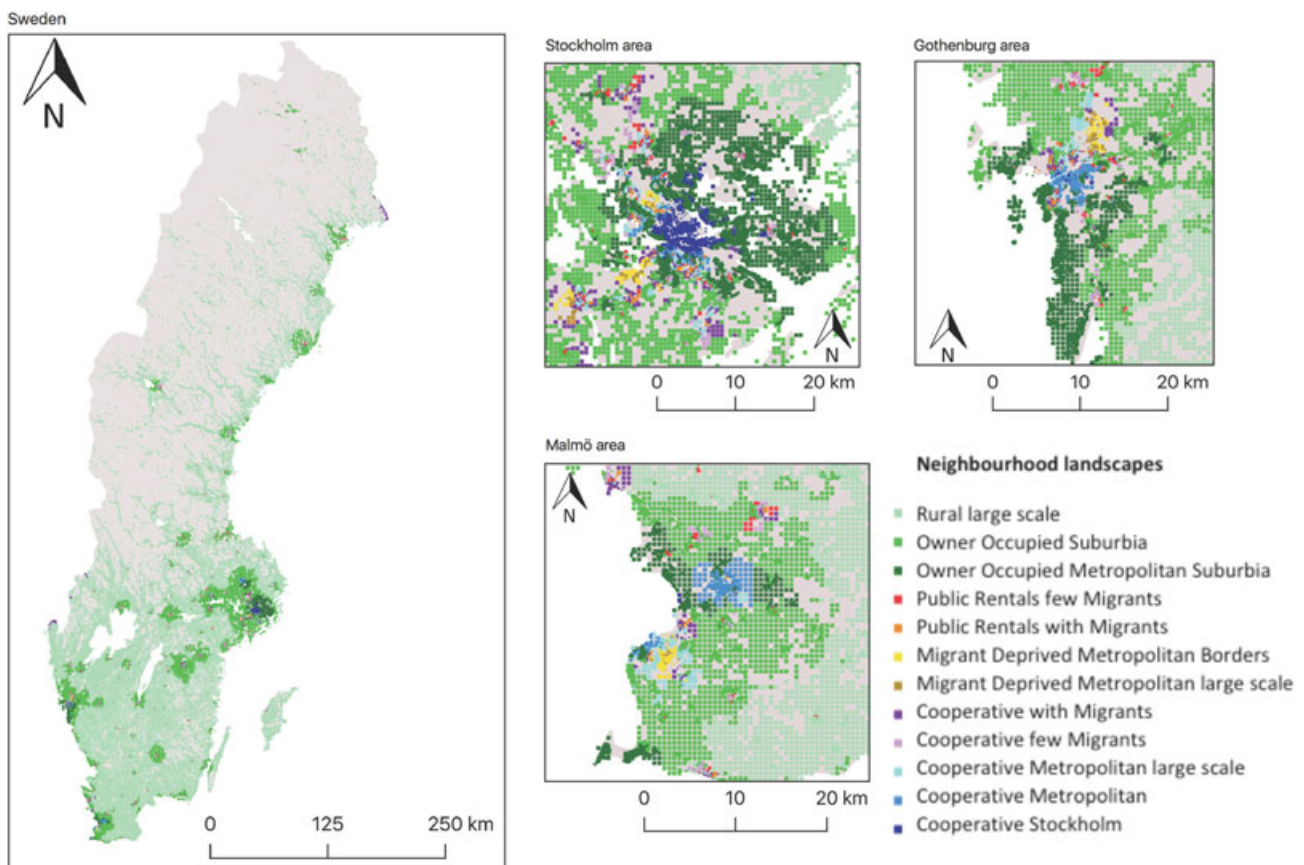 Sweden
N
0 125 250 km
Stockholm area
N
0 10 20 km
Gothenburg area
N
0 10 20 km
Malmö area
N
0 10 20 km
Neighbourhood landscapes
Rural large scale
Owner Occupied Suburbia
Owner Occupied Metropolitan Suburbia
Public Rentals few Migrants
Public Rentals with Migrants
Migrant Deprived Metropolitan Borders
Migrant Deprived Metropolitan large scale
Cooperative with Migrants
Cooperative few Migrants
Cooperative Metropolitan large scale
Cooperative Metropolitan
Cooperative Stockholm